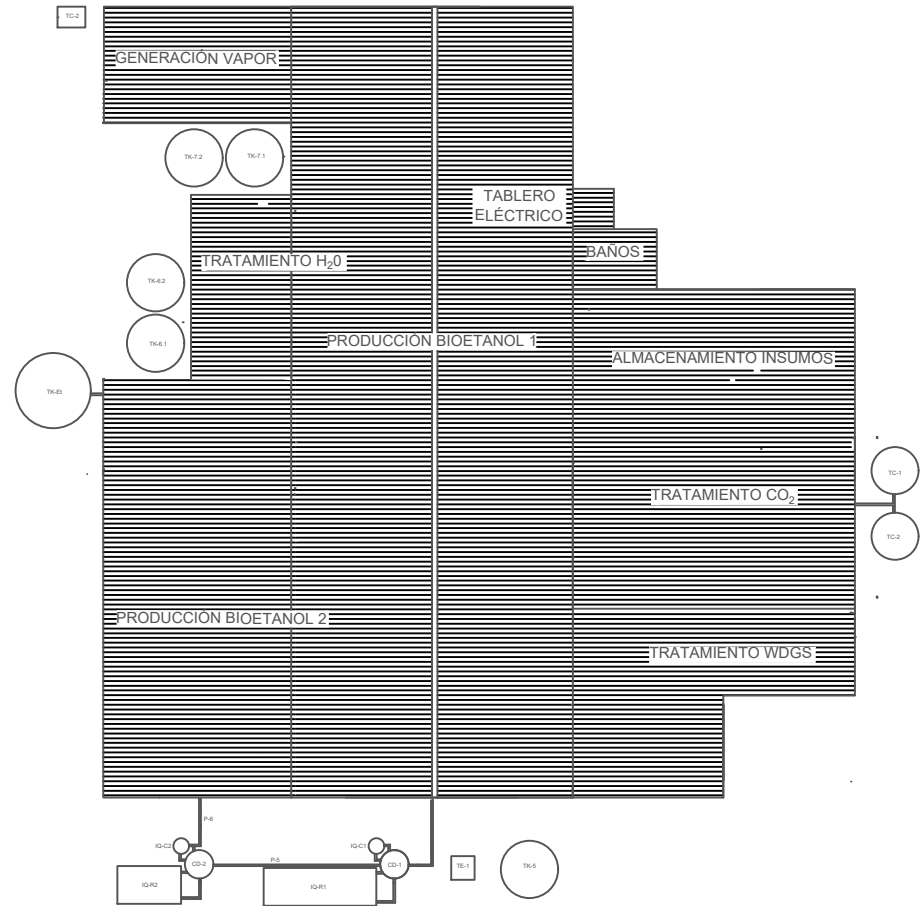 TC-2
GENERACIÓN VAPOR
TK-7.2
TK-7.1
TABLERO
ELÉCTRICO
BAÑOS
TRATAMIENTO H₂0
TK-6.2
TK-6.1
PRODUCCIÓN BIOETANOL 1
ALMACENAMIENTO INSUMOS
TK-EI
TC-1
TRATAMIENTO CO₂
TC-2
PRODUCCIÓN BIOETANOL 2
TRATAMIENTO WDGS
P-6
IQ-C2
IQ-C1
CD-2
P-5
CD-1
TE-1
TK-5
IQ-R2
IQ-R1